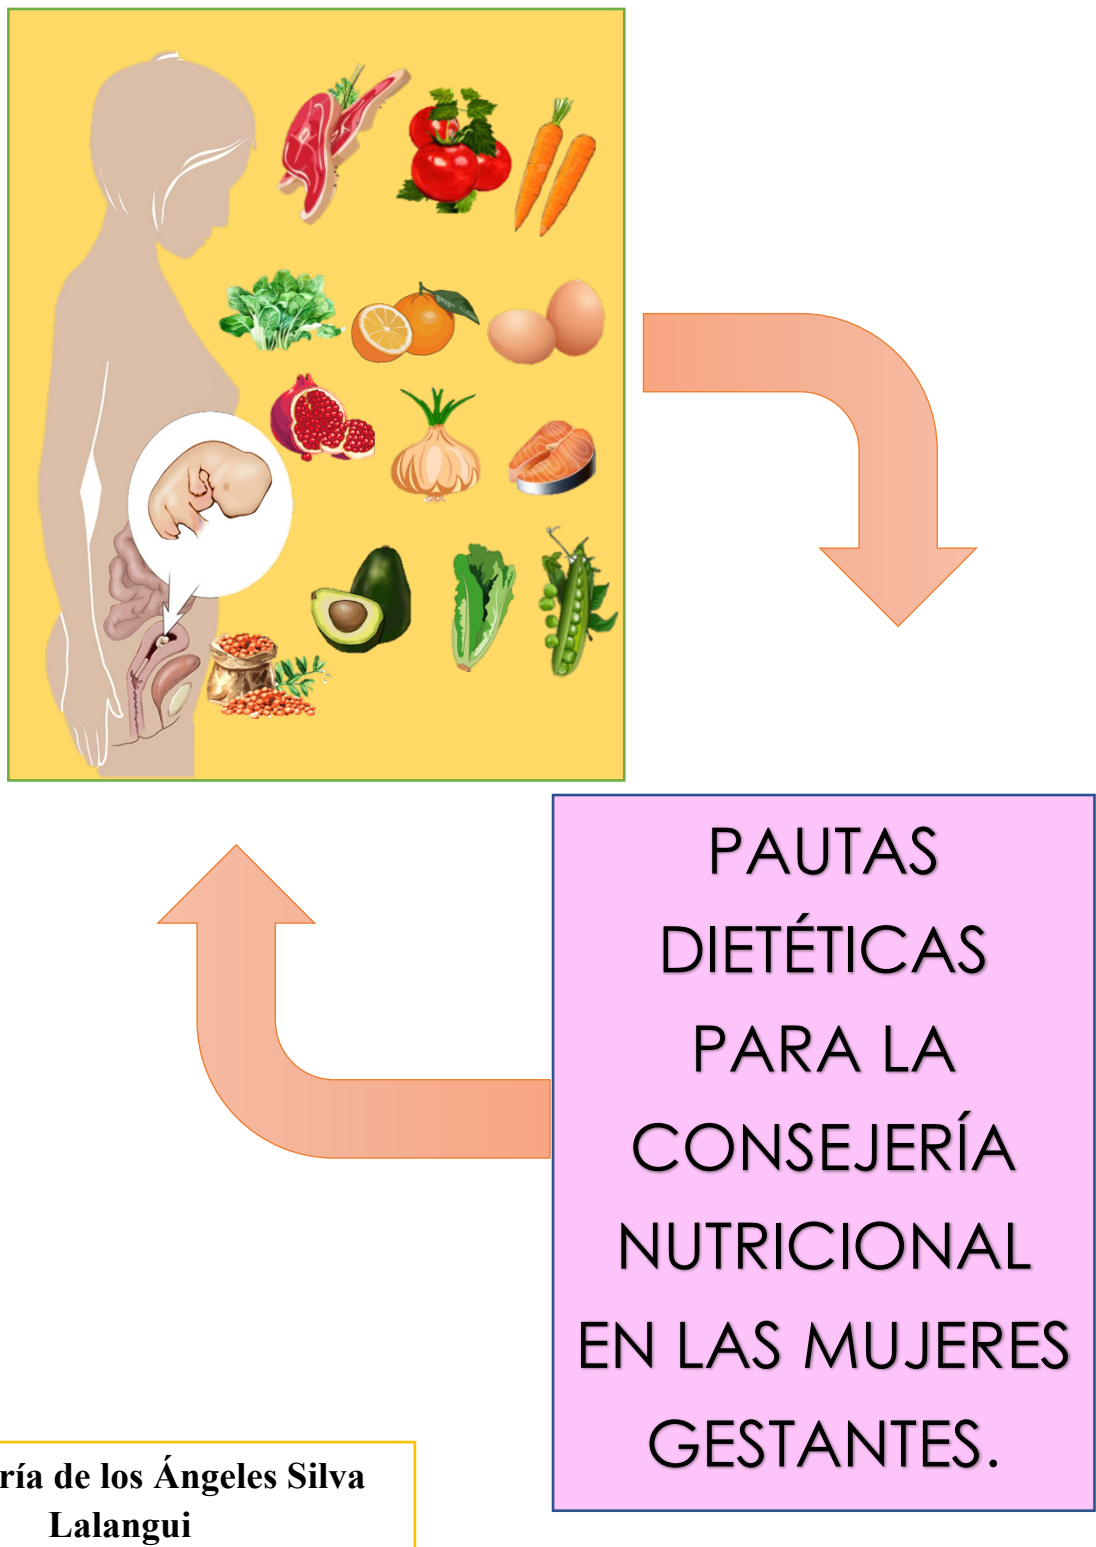 PAUTAS
DIETÉTICAS
PARA LA
CONSEJERÍA
NUTRICIONAL
EN LAS MUJERES
GESTANTES.
ría de los Ángeles Silva
Lalangui